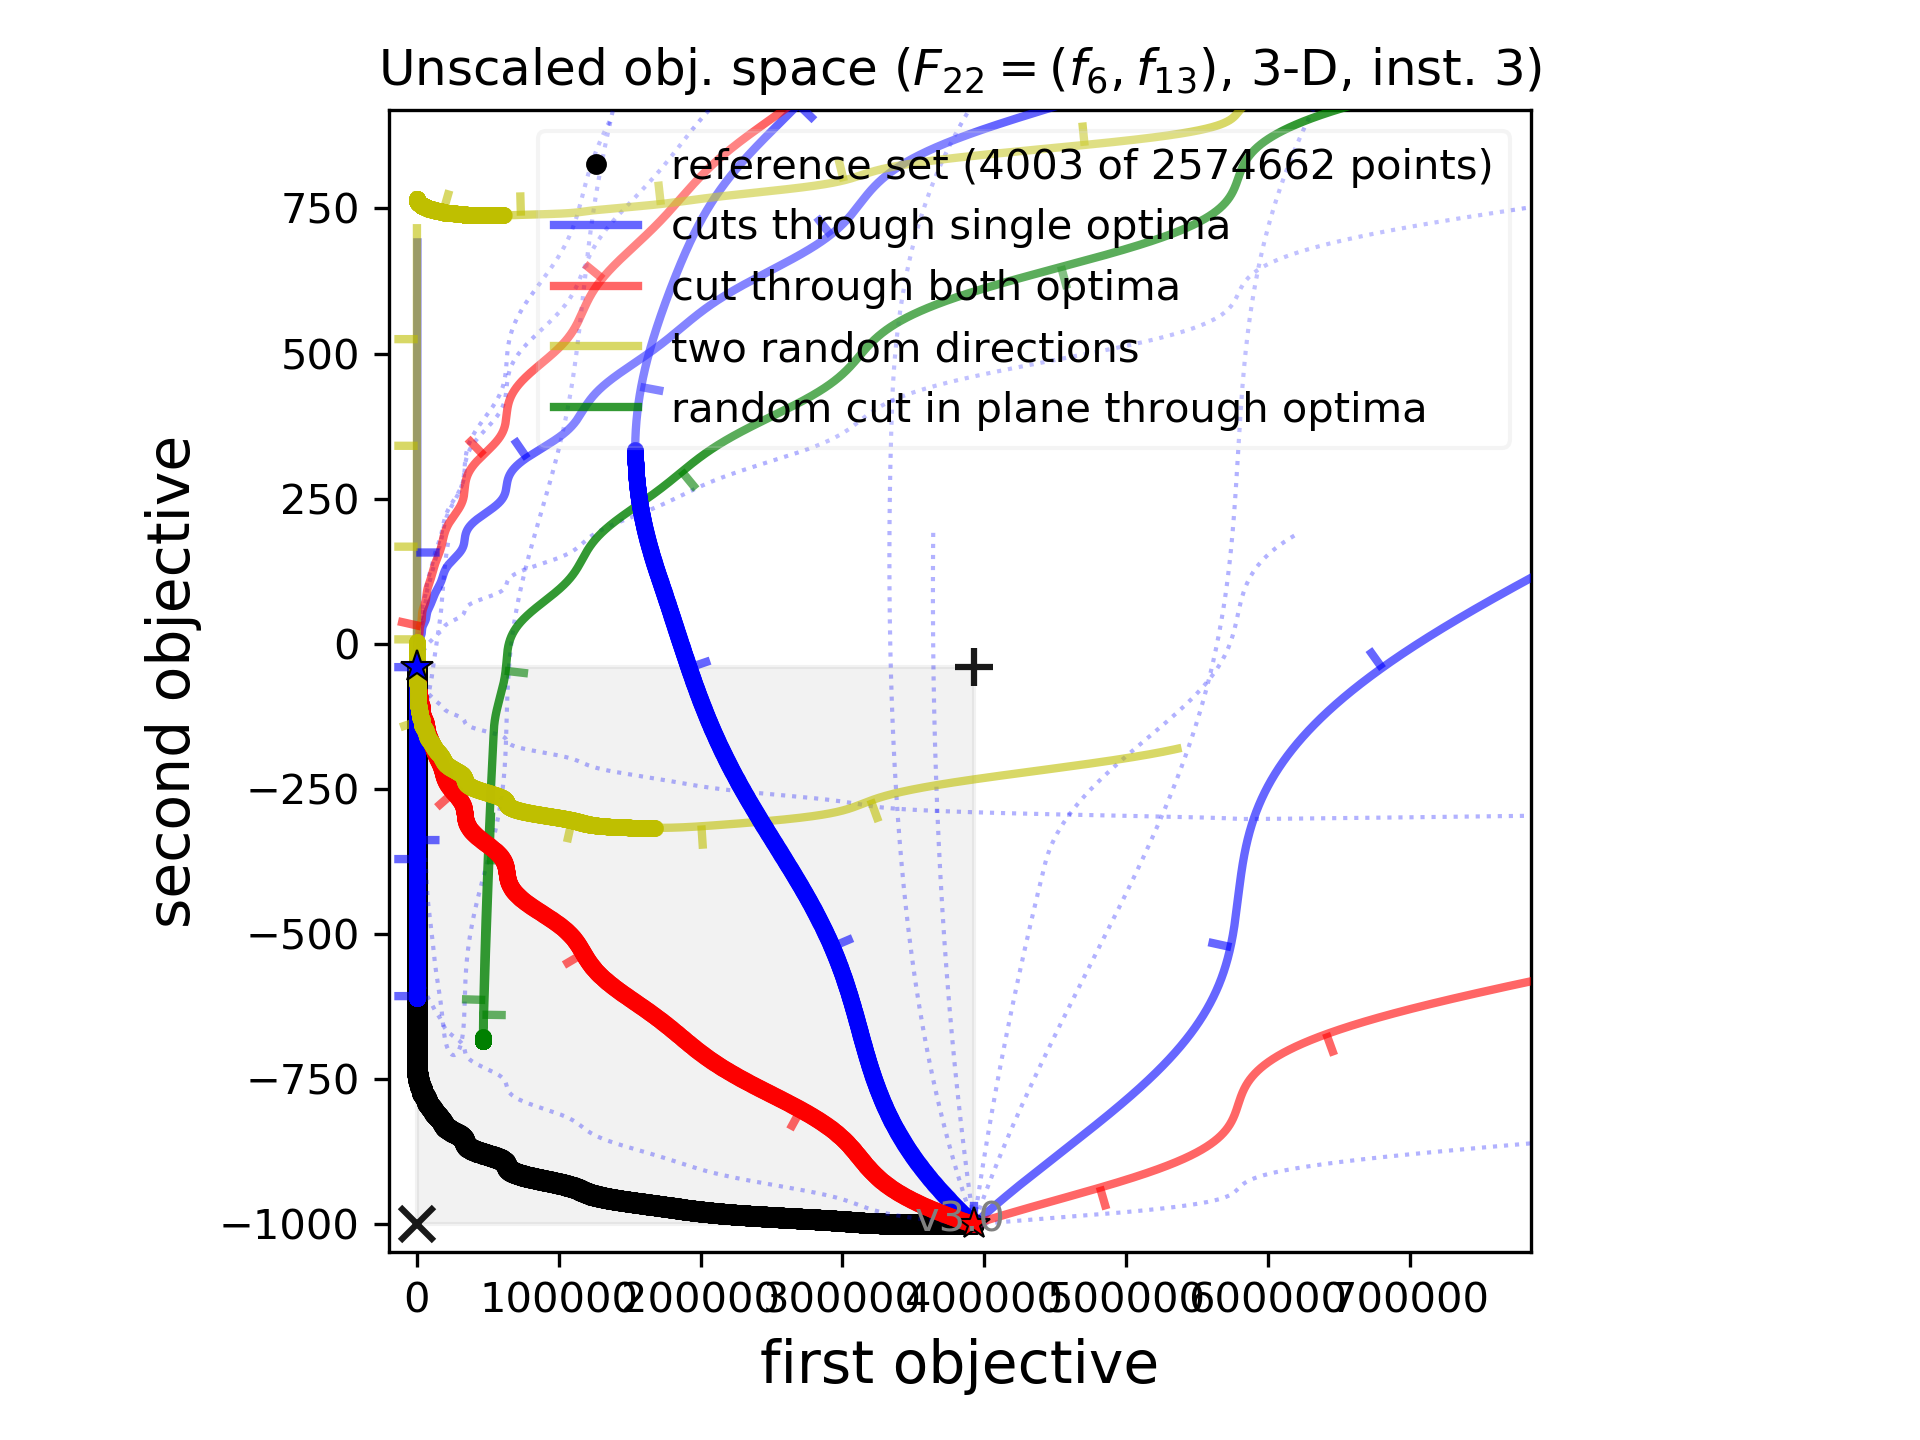 Unscaled obj. space (F22 = (f6, f13), 3-D, inst. 3)
reference set (4003 of 2574662 points)
cuts through single optima
cut through both optima
two random directions
random cut in plane through optima
second objective
750
500
250
0
−250
−500
−750
−1000
v3.0
0 100000 200000 300000 400000 500000 600000 700000
first objective